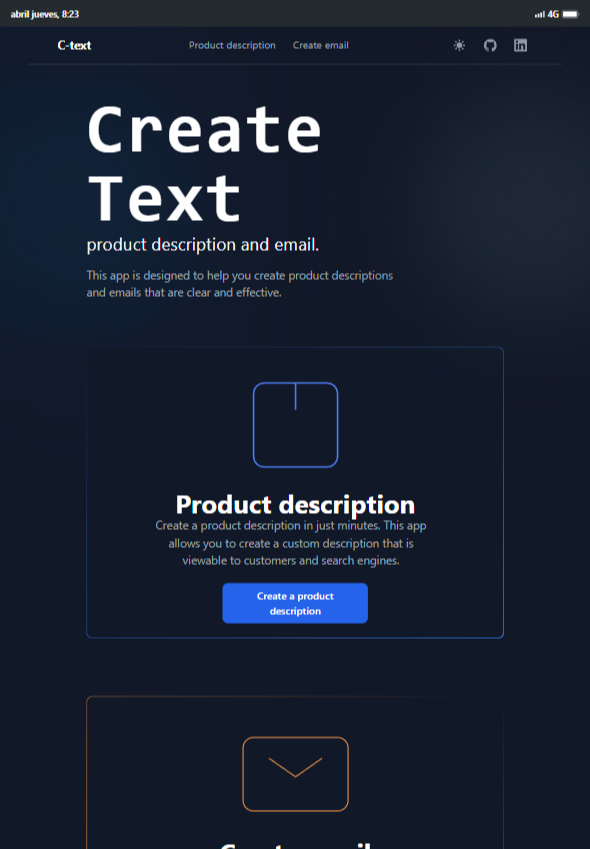 abril jueves, 8:23
4G
C-text
Product description
Create email
Create
Text
product description and email.
This app is designed to help you create product descriptions
and emails that are clear and effective.
Product description
Create a product description in just minutes. This app
allows you to create a custom description that is
viewable to customers and search engines.
Create a product
description